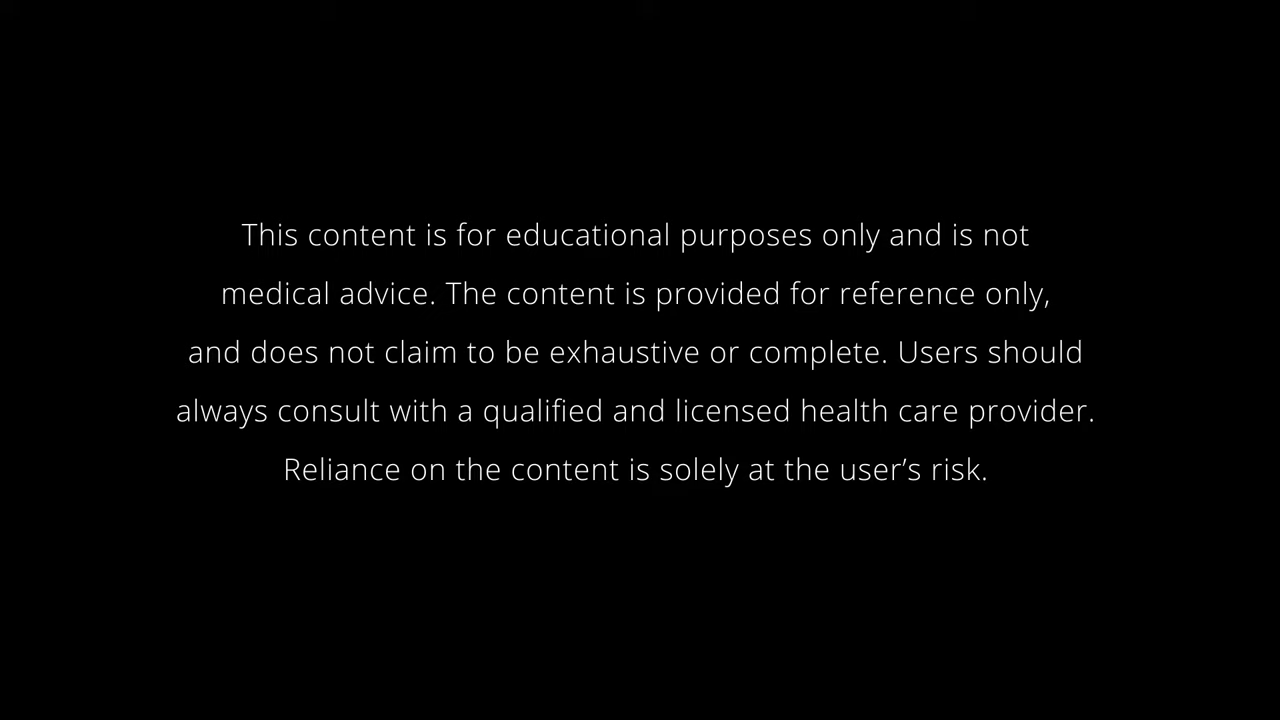 This content is for educational purposes only and is not
medical advice. The content is provided for reference only,
and does not claim to be exhaustive or complete. Users should
always consult with a qualified and licensed health care provider.
Reliance on the content is solely at the user’s risk.